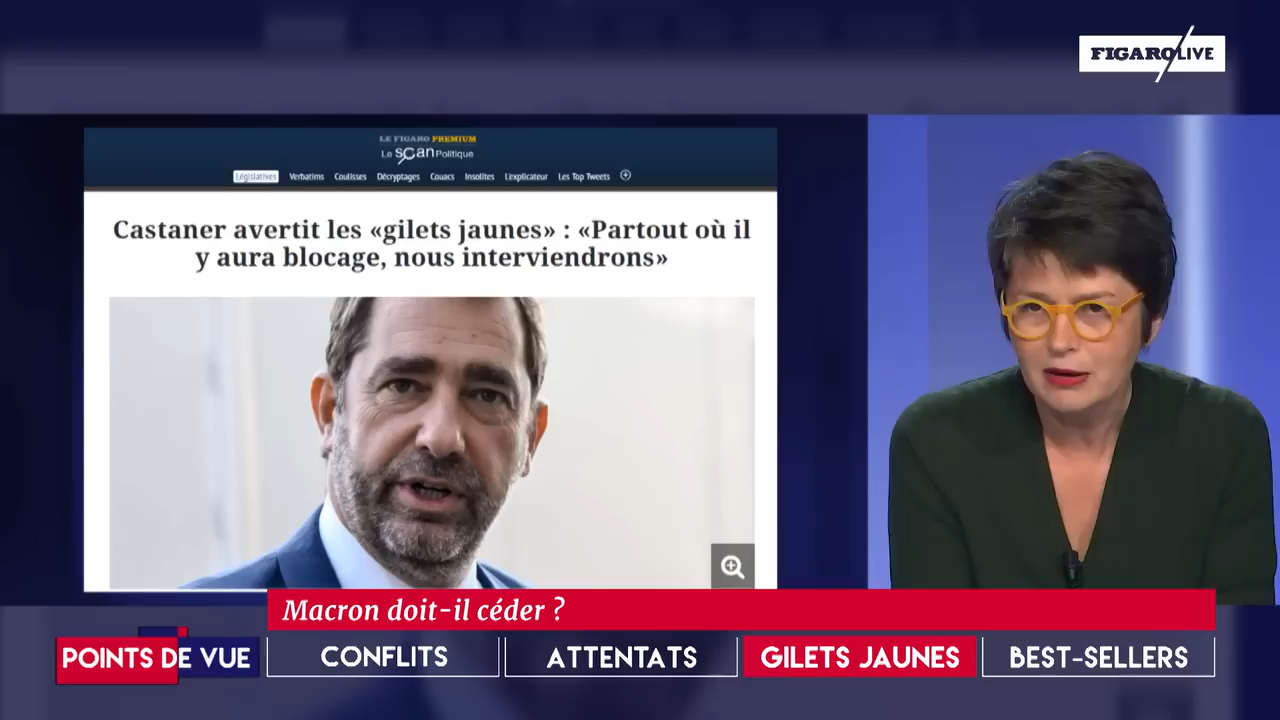 FIGAROLIVE
LE FIGARO PREMIUM
Le scan Politique
Législatives Verbatims Coulisses Décryptages Couacs Insolites L'explicateur Les Top Tweets
Castaner avertit les «gilets jaunes» : «Partout où il
y aura blocage, nous interviendrons»
Macron doit-il céder ?
POINTS DE VUE CONFLITS ATTENTATS GILETS JAUNES BEST-SELLERS